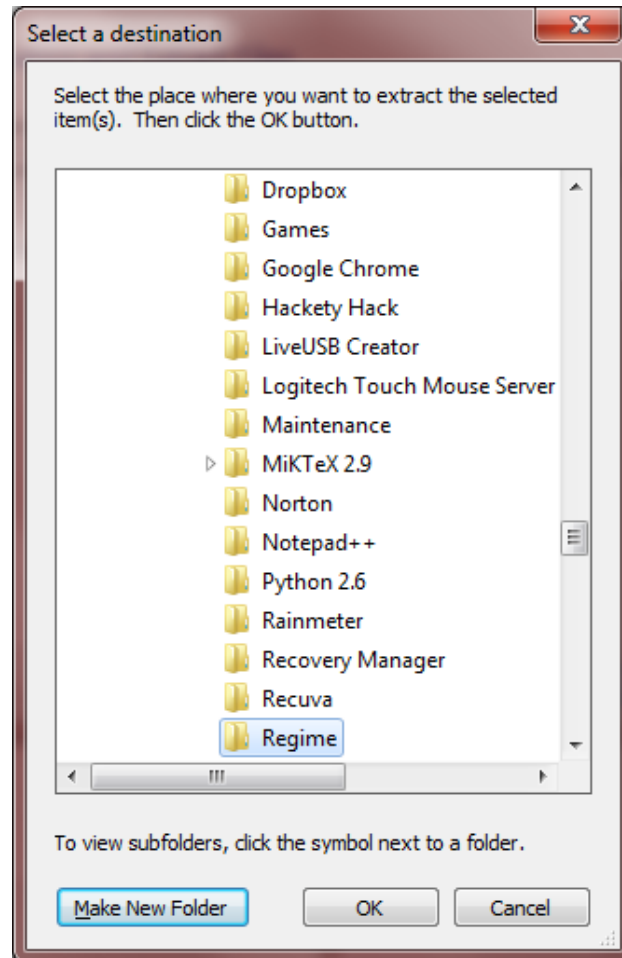 Select a destination
Select the place where you want to extract the selected
item(s). Then click the OK button.
Dropbox
Games
Google Chrome
Hackety Hack
LiveUSB Creator
Logitech Touch Mouse Server
Maintenance
MiKTeX 2.9
Norton
Notepad++
Python 2.6
Rainmeter
Recovery Manager
Recuva
Regime
To view subfolders, click the symbol next to a folder.
Make New Folder OK Cancel